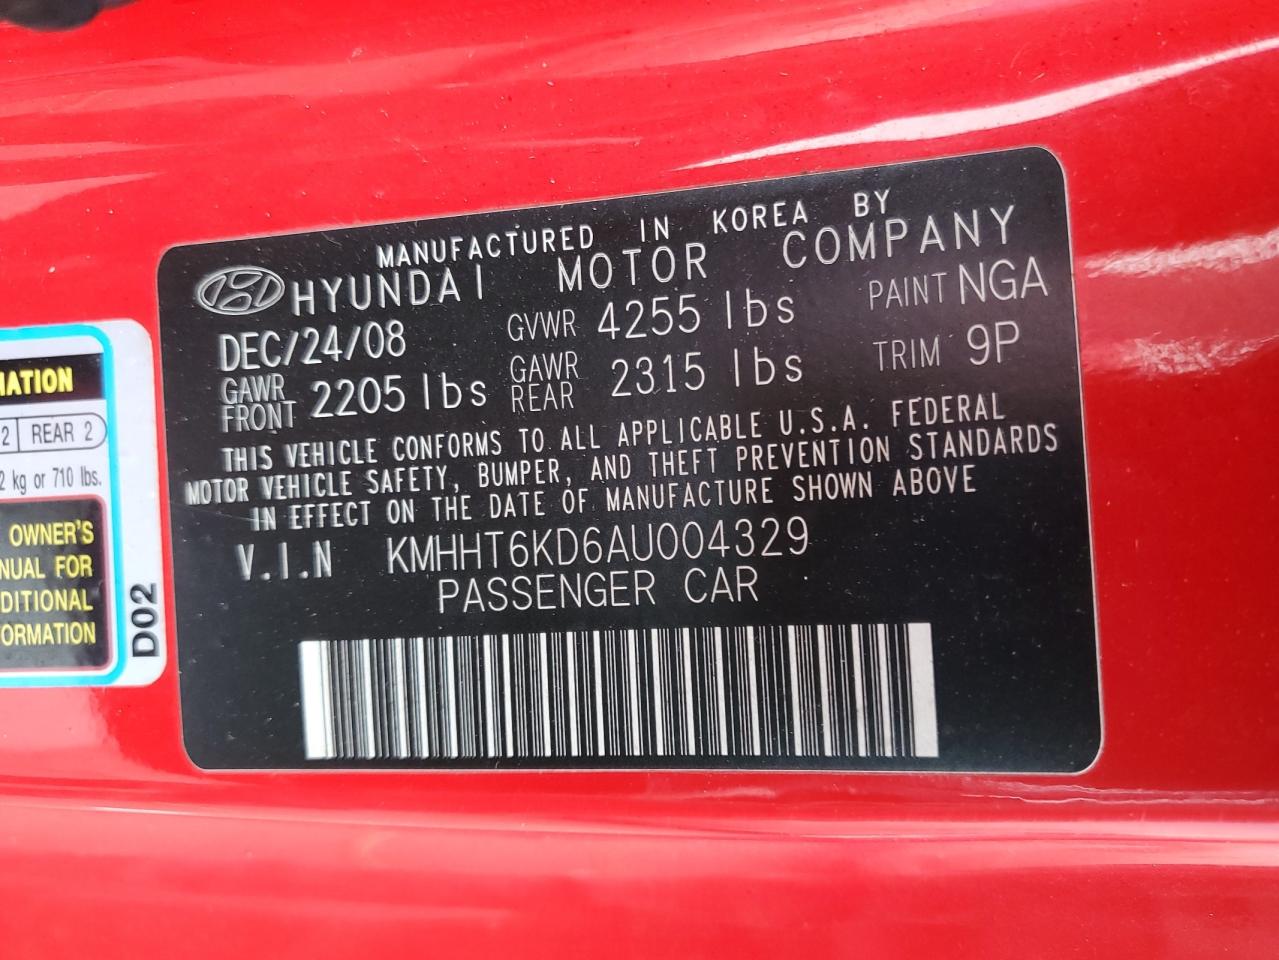 MANUFACTURED IN KOREA BY
HYUNDAI MOTOR COMPANY
DEC/24/08 GVWR 4255 lbs PAINT NGA
GAWR FRONT 2205 lbs GAWR REAR 2315 lbs TRIM 9P
THIS VEHICLE CONFORMS TO ALL APPLICABLE U.S.A. FEDERAL
MOTOR VEHICLE SAFETY, BUMPER, AND THEFT PREVENTION STANDARDS
IN EFFECT ON THE DATE OF MANUFACTURE SHOWN ABOVE
V.I.N KMHHT6KD6AU004329
PASSENGER CAR
MATION
2 REAR 2
2 kg or 710 lbs.
OWNER'S
NUAL FOR
DITIONAL
FORMATION
D02